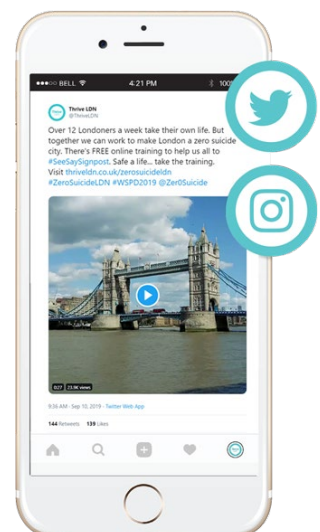 BELL 4:21 PM 100%
Thrive LDN
@ThriveLDN
Over 12 Londoners a week take their own life. But
together we can work to make London a zero suicide
city. There's FREE online training to help us all to
#SeeSaySignpost. Safe a life... take the training.
Visit thriveldn.co.uk/zerosuicideldn
#ZeroSuicideLDN #WSPD2019 @Zer0Suicide
0:27 23.9K views
9:36 AM · Sep 10, 2019 · Twitter Web App
144 Retweets 139 Likes